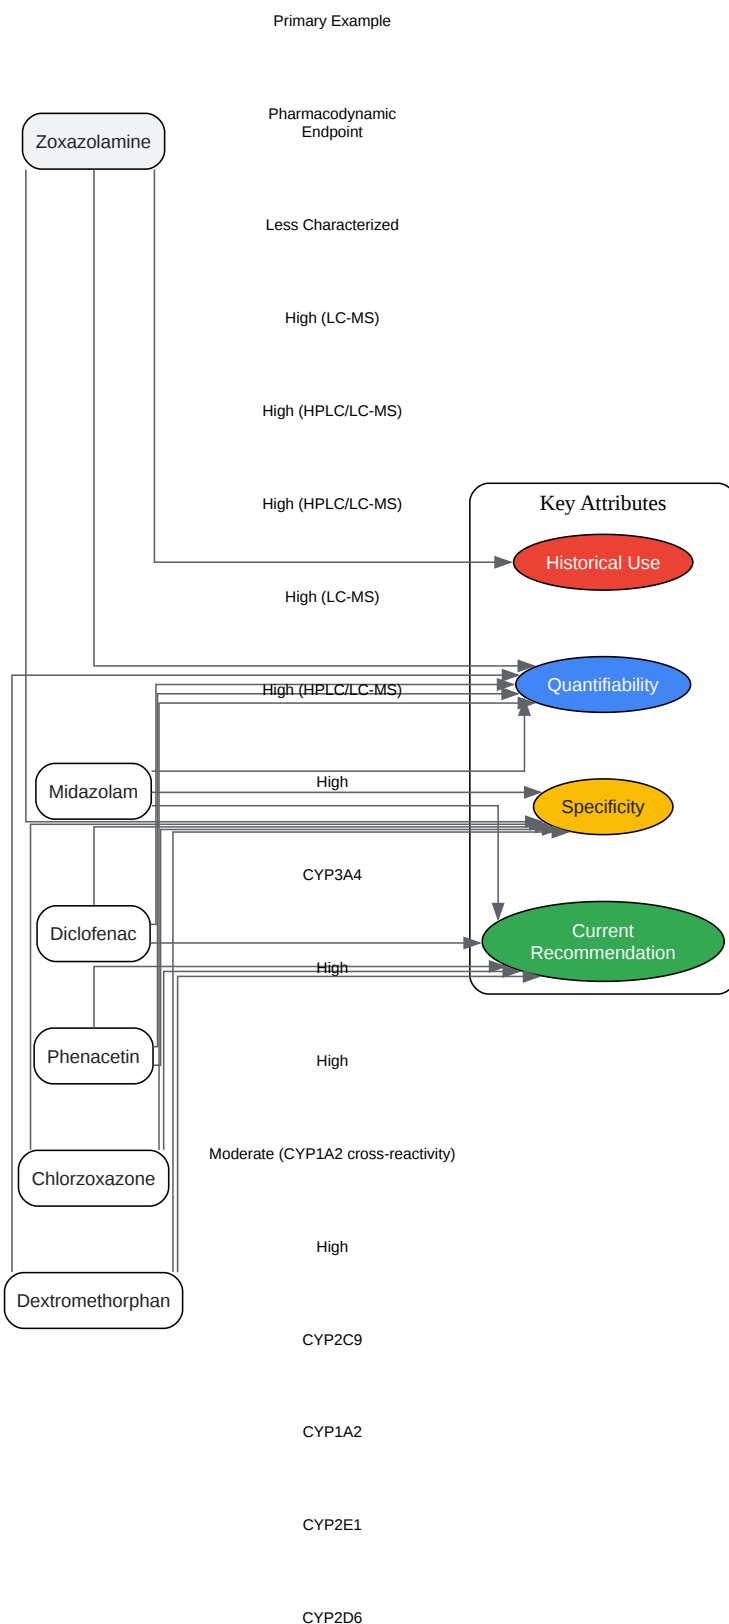 Primary Example
Pharmacodynamic
Endpoint
Zoxazolamine
Less Characterized
High (LC-MS)
High (HPLC/LC-MS)
High (HPLC/LC-MS)
Key Attributes
Historical Use
High (LC-MS)
High (HPLC/LC-MS)
Quantifiability
Midazolam
High
Specificity
CYP3A4
Diclofenac
Current
Recommendation
High
Phenacetin
High
Moderate (CYP1A2 cross-reactivity)
Chlorzoxazone
High
Dextromethorphan
CYP2C9
CYP1A2
CYP2E1
CYP2D6